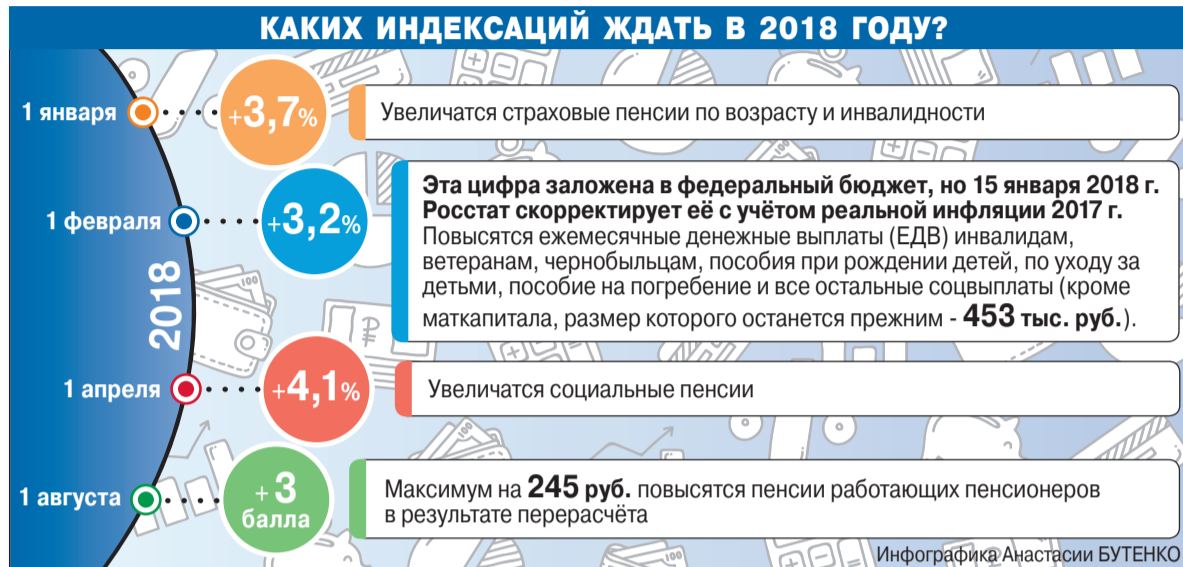 КАКИХ ИНДЕКСАЦИЙ ЖДАТЬ В 2018 ГОДУ?
1 января
+3,7%
Увеличатся страховые пенсии по возрасту и инвалидности
1 февраля
+3,2%
Эта цифра заложена в федеральный бюджет, но 15 января 2018 г.
Росстат скорректирует её с учётом реальной инфляции 2017 г.
Повысятся ежемесячные денежные выплаты (ЕДВ) инвалидам,
ветеранам, чернобыльцам, пособия при рождении детей, по уходу за
детьми, пособие на погребение и все остальные соцвыплаты (кроме
маткапитала, размер которого останется прежним - 453 тыс. руб.).
2018
1 апреля
+4,1%
Увеличатся социальные пенсии
1 августа
+3
балла
Максимум на 245 руб. повысятся пенсии работающих пенсионеров
в результате перерасчёта
Инфографика Анастасии БУТЕНКО
100
100